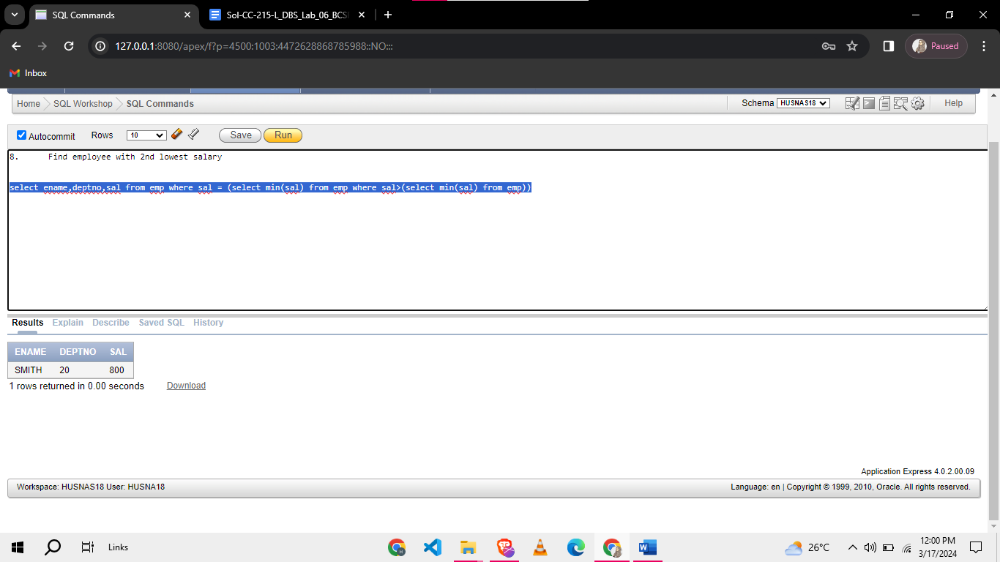 SQL Commands
Sol-CC-215-L_DBS_Lab_06_BCS
127.0.0.1:8080/apex/f?p=4500:1003:4472628868785988::NO:::
Paused
Inbox
Home SQL Workshop SQL Commands
Schema HUSNAS18
Help
Autocommit Rows 10 Save Run
8. Find employee with 2nd lowest salary
select ename,deptno,sal from emp where sal = (select min(sal) from emp where sal>(select min(sal) from emp))
Results Explain Describe Saved SQL History
ENAME DEPTNO SAL
SMITH 20 800
1 rows returned in 0.00 seconds Download
Application Express 4.0.2.00.09
Workspace: HUSNAS18 User: HUSNA18
Language: en | Copyright © 1999, 2010, Oracle. All rights reserved.
Links
26°C
12:00 PM
3/17/2024